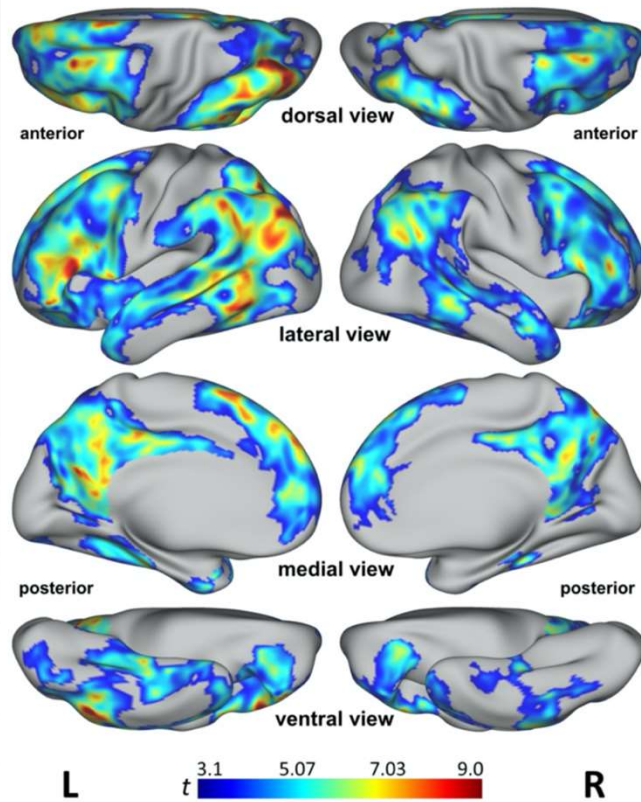 dorsal view
anterior anterior
lateral view
medial view
posterior posterior
ventral view
3.1 5.07 7.03 9.0
L t R